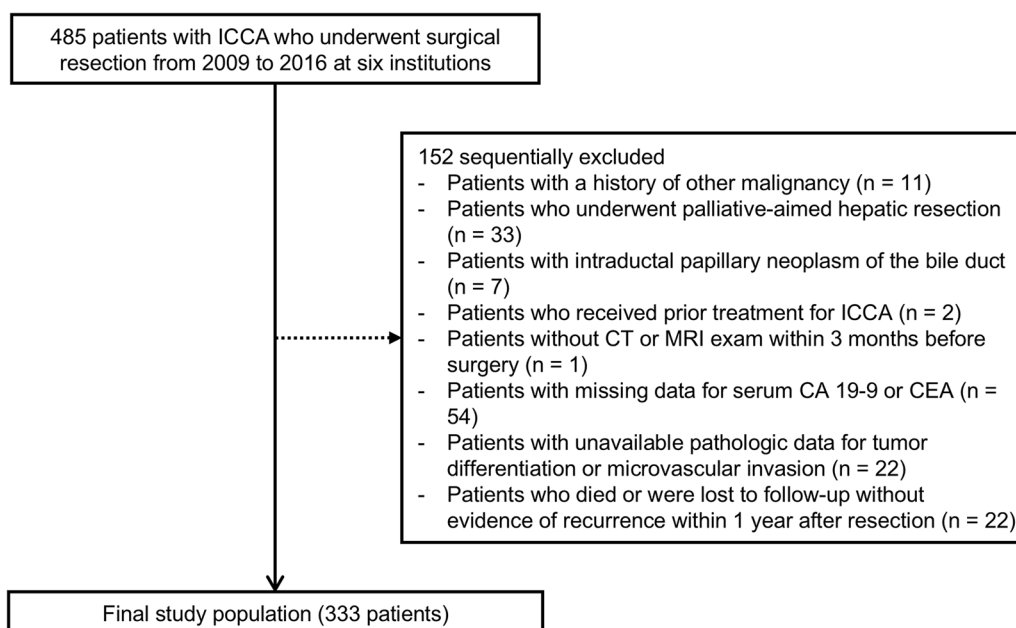 485 patients with ICCA who underwent surgical
resection from 2009 to 2016 at six institutions
152 sequentially excluded
- Patients with a history of other malignancy (n = 11)
- Patients who underwent palliative-aimed hepatic resection
(n = 33)
- Patients with intraductal papillary neoplasm of the bile duct
(n = 7)
- Patients who received prior treatment for ICCA (n = 2)
- Patients without CT or MRI exam within 3 months before
surgery (n = 1)
- Patients with missing data for serum CA 19-9 or CEA (n =
54)
- Patients with unavailable pathologic data for tumor
differentiation or microvascular invasion (n = 22)
- Patients who died or were lost to follow-up without
evidence of recurrence within 1 year after resection (n = 22)
Final study population (333 patients)